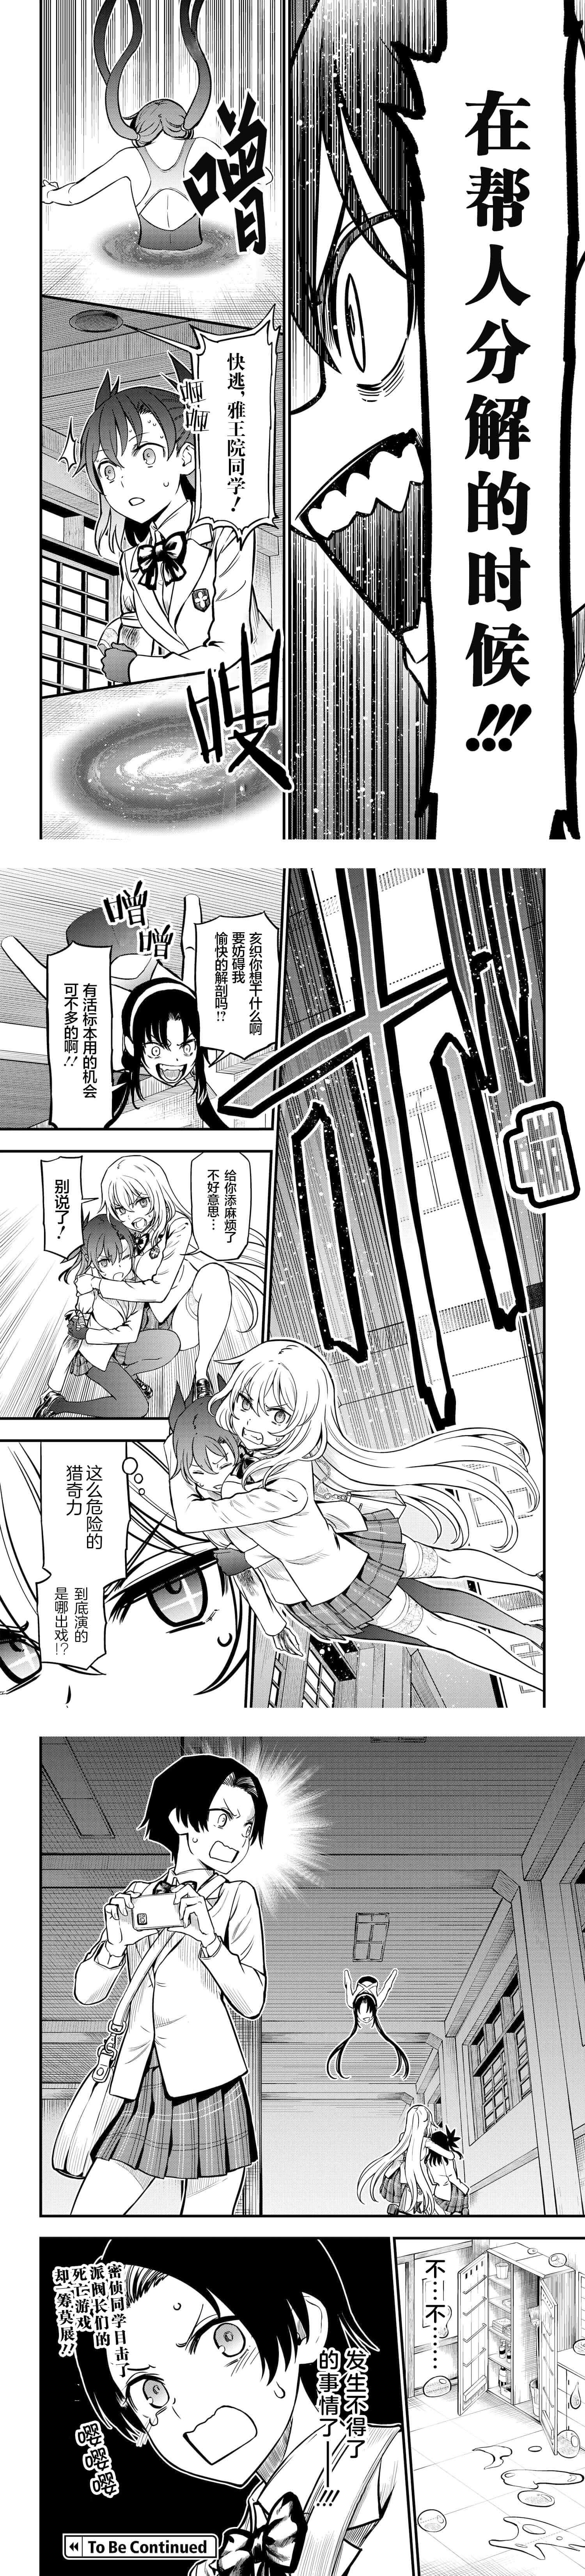 在帮人分解的时候!!!
噌
快逃，雅王院同学！
嗖
亥织你想干什么啊
要妨碍我
愉快的解剖吗!?
噌
噌
有活标本用的机会
可不多的啊!!
给你添麻烦了
不好意思…
别说了！
这么危险的
猎奇力
到底演的
是哪出戏!?
不…不………
发生不得了
的事情了——!!!
密侦同学目击了
派阀长们的
死亡游戏
却一筹莫展!!
嘤
嘤
嘤
To Be Continued